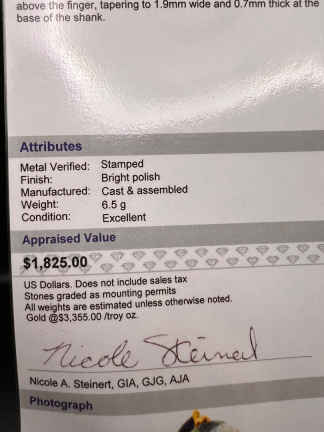 above the finger, tapering to 1.9mm wide and 0.7mm thick at the
base of the shank.
Attributes
Metal Verified: Stamped
Finish: Bright polish
Manufactured: Cast & assembled
Weight: 6.5 g
Condition: Excellent
Appraised Value
$1,825.00
US Dollars. Does not include sales tax
Stones graded as mounting permits
All weights are estimated unless otherwise noted.
Gold @$3,355.00 /troy oz.
Nicole Steinert
Nicole A. Steinert, GIA, GJG, AJA
Photograph